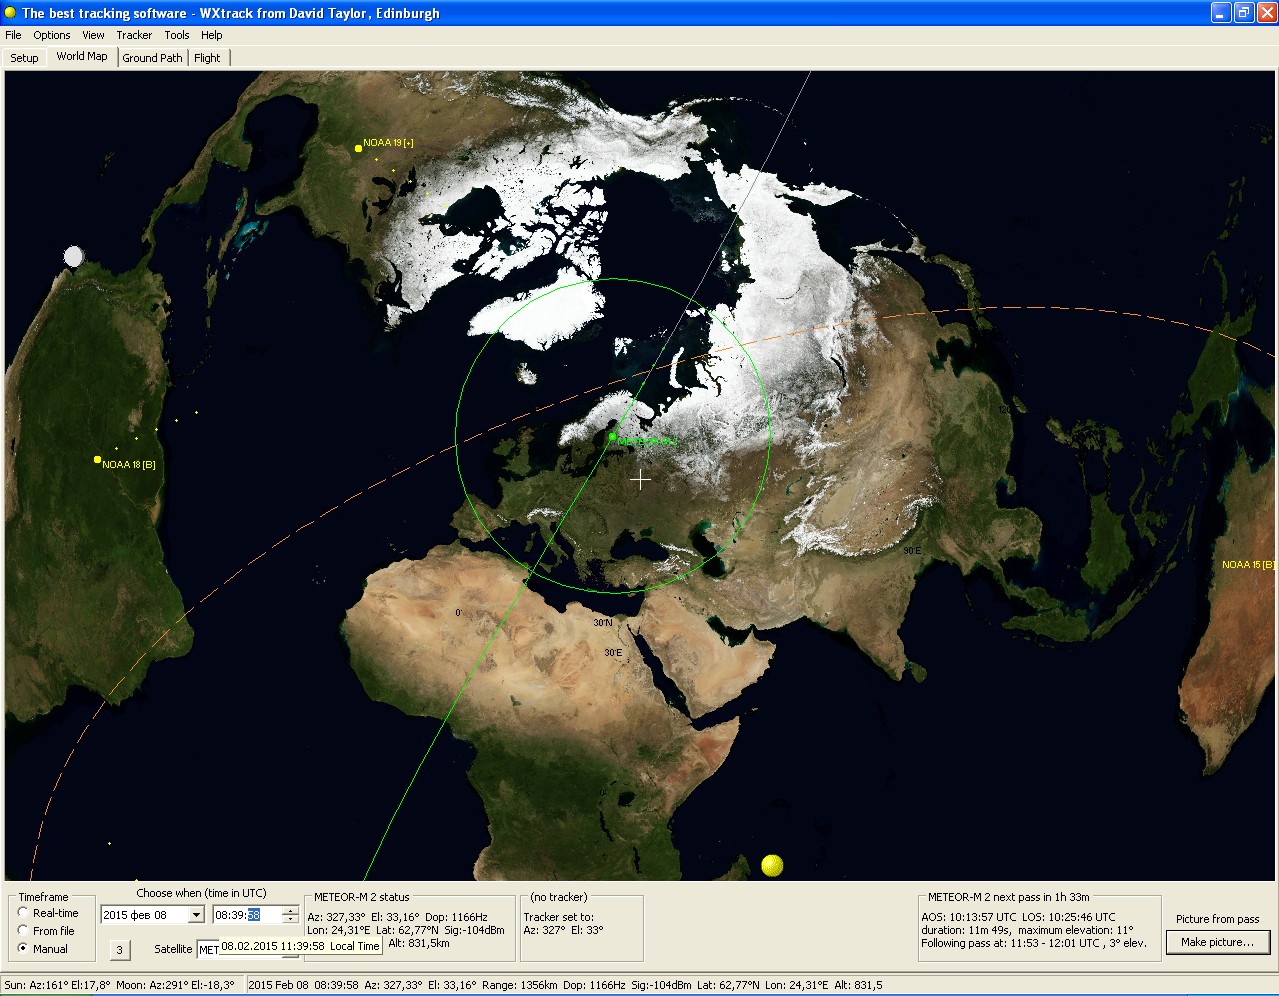 The best tracking software - WXtrack from David Taylor, Edinburgh
File Options View Tracker Tools Help
Setup World Map Ground Path Flight
NOAA 19 [+]
NOAA 18 [B]
120
90'E
NOAA 15 [B]
0'
30'N
30'E
Timeframe
Real-time
From file
Manual
Choose when (time in UTC)
2015 фев 08 08:39:58
3 Satellite MET
08.02.2015 11:39:58 Local Time
METEOR-M 2 status
Az: 327,33° El: 33,16° Dop: 1166Hz
Lon: 24,31°E Lat: 62,77°N Sig:-104dBm
Alt: 831,5km
(no tracker)
Tracker set to:
Az: 327° El: 33°
METEOR-M 2 next pass in 1h 33m
AOS: 10:13:57 UTC LOS: 10:25:46 UTC
duration: 11m 49s, maximum elevation: 11°
Following pass at: 11:53 - 12:01 UTC , 3° elev.
Picture from pass
Make picture...
Sun: Az:161° El:17,8° Moon: Az:291° El:-18,3° 2015 Feb 08 08:39:58 Az: 327,33° El: 33,16° Range: 1356km Dop: 1166Hz Sig:-104dBm Lat: 62,77°N Lon: 24,31°E Alt: 831,5